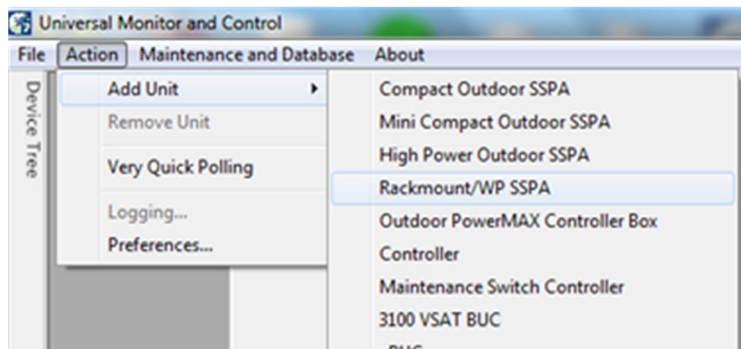 Universal Monitor and Control
File Action Maintenance and Database About
Device Tree
Add Unit
Remove Unit
Very Quick Polling
Logging...
Preferences...
Compact Outdoor SSPA
Mini Compact Outdoor SSPA
High Power Outdoor SSPA
Rackmount/WP SSPA
Outdoor PowerMAX Controller Box
Controller
Maintenance Switch Controller
3100 VSAT BUC